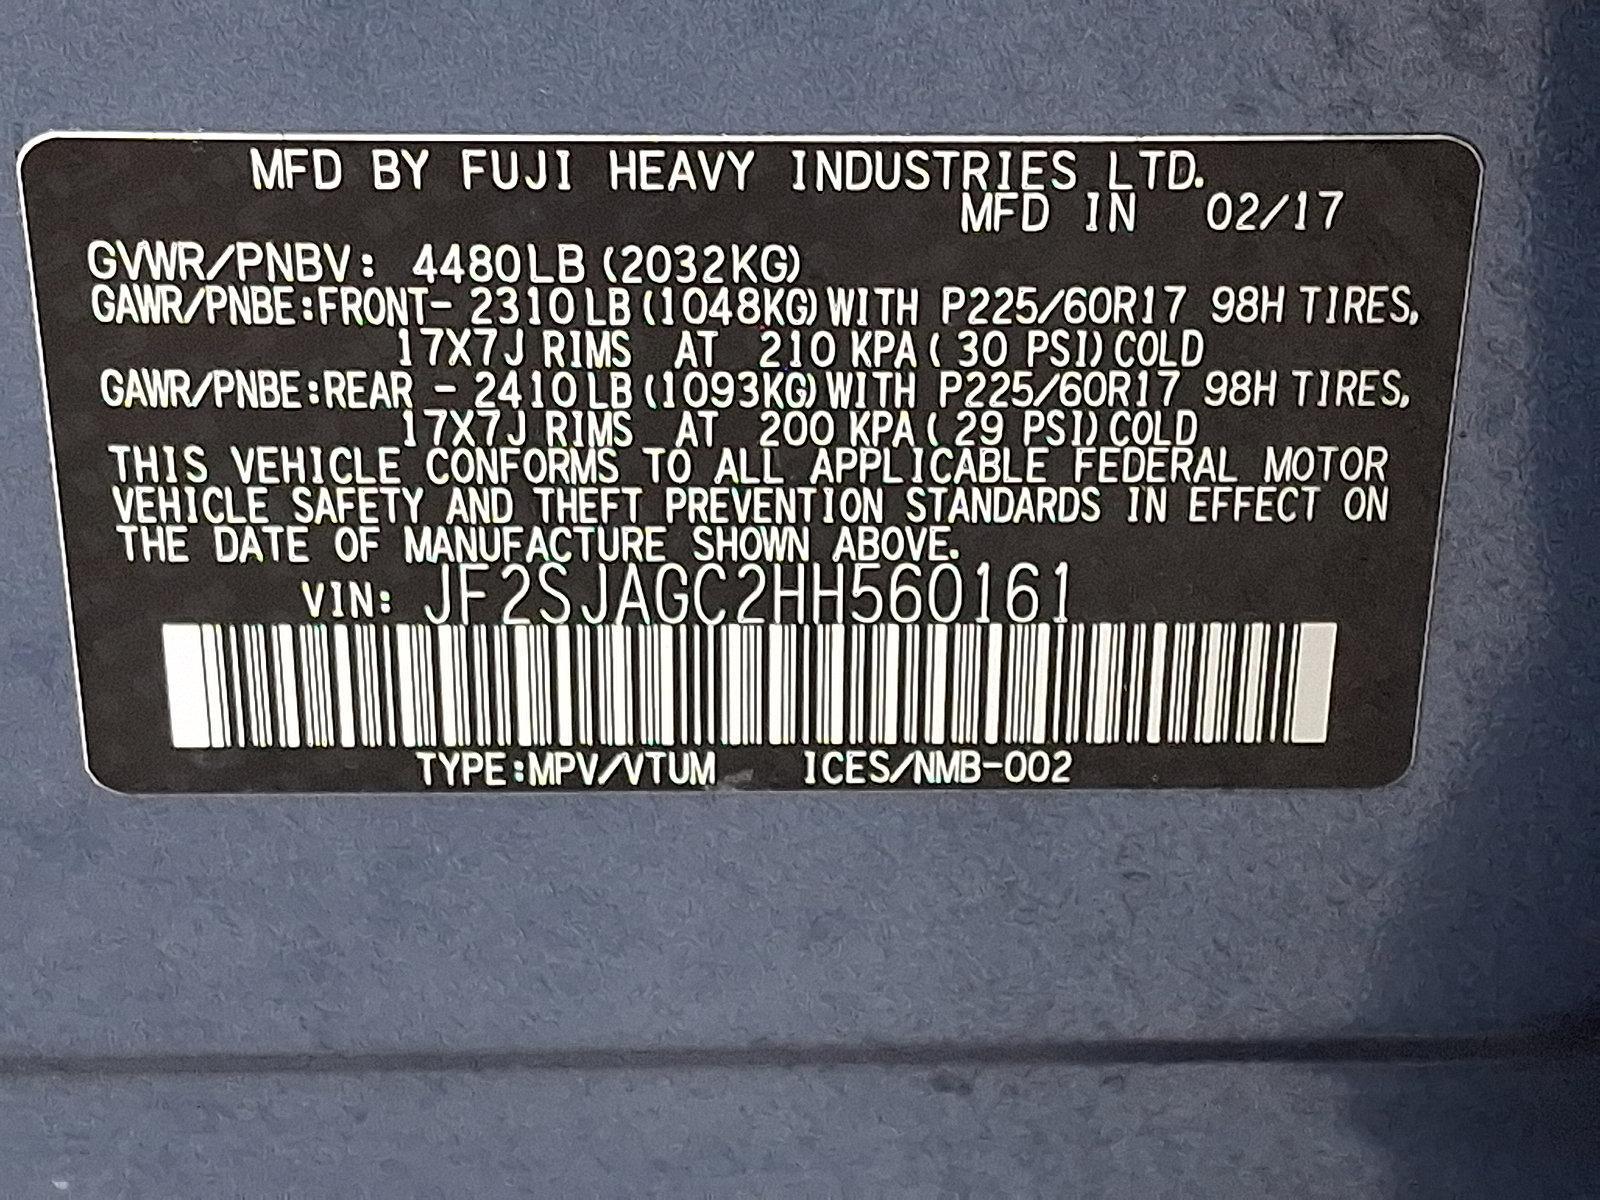 MFD BY FUJI HEAVY INDUSTRIES LTD.
MFD IN 02/17
GVWR/PNBV: 4480LB (2032KG)
GAWR/PNBE:FRONT- 2310LB(1048KG)WITH P225/60R17 98H TIRES,
17X7J RIMS AT 210 KPA( 30 PSI)COLD
GAWR/PNBE:REAR - 2410LB(1093KG)WITH P225/60R17 98H TIRES,
17X7J RIMS AT 200 KPA( 29 PSI)COLD
THIS VEHICLE CONFORMS TO ALL APPLICABLE FEDERAL MOTOR
VEHICLE SAFETY AND THEFT PREVENTION STANDARDS IN EFFECT ON
THE DATE OF MANUFACTURE SHOWN ABOVE.
VIN: JF2SJAGC2HH560161
TYPE:MPV/VTUM ICES/NMB-002